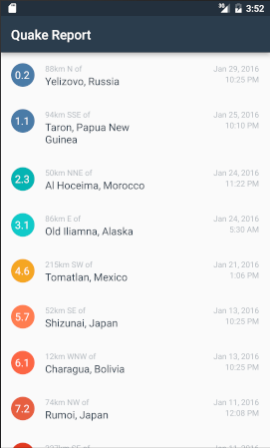 3G 3:52
Quake Report
0.2 88km N of Jan 29, 2016
Yelizovo, Russia 10:25 PM
1.1 94km SSE of Jan 25, 2016
Taron, Papua New 10:10 PM
Guinea
2.3 50km NNE of Jan 24, 2016
Al Hoceima, Morocco 11:22 PM
3.1 86km E of Jan 24, 2016
Old Iliamna, Alaska 5:30 AM
4.6 215km SW of Jan 21, 2016
Tomatlan, Mexico 1:06 PM
5.7 52km SE of Jan 13, 2016
Shizunai, Japan 10:25 PM
6.1 12km WNW of Jan 13, 2016
Charagua, Bolivia 10:25 PM
7.2 74km NW of Jan 11, 2016
Rumoi, Japan 12:08 PM